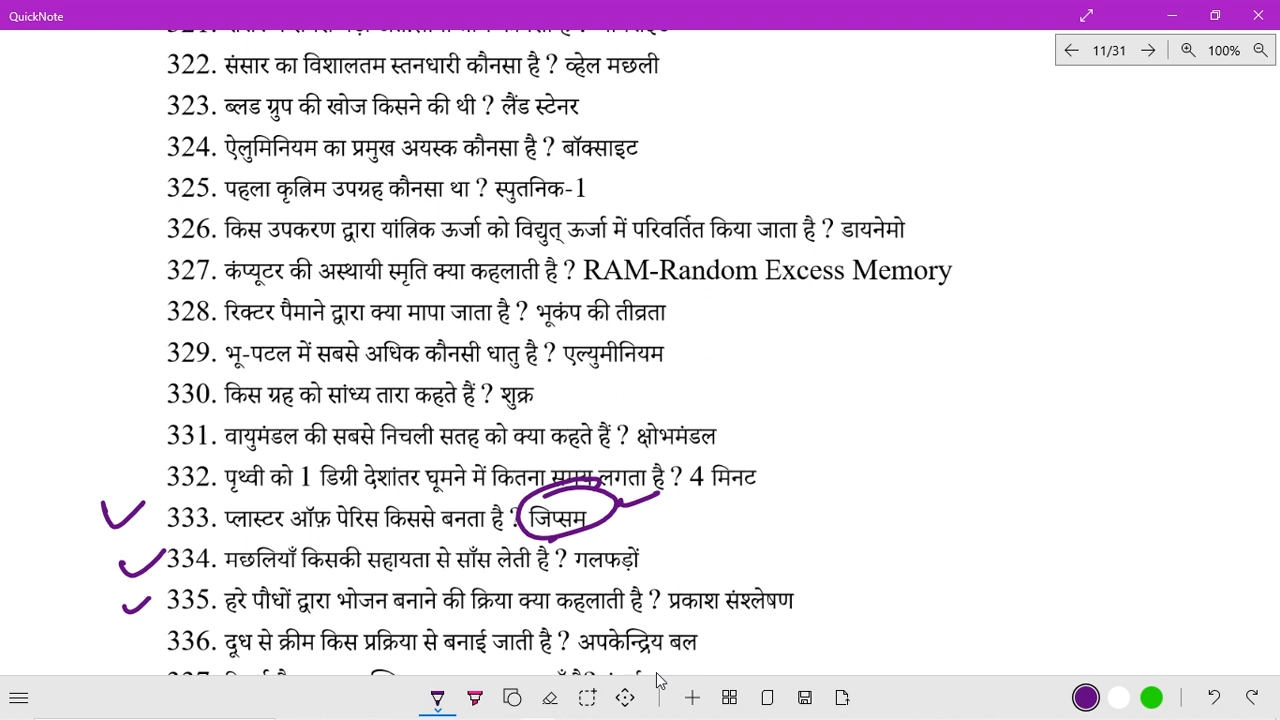 QuickNote
11/31
100%
322. संसार का विशालतम स्तनधारी कौनसा है ? व्हेल मछली
323. ब्लड ग्रुप की खोज किसने की थी ? लैंड स्टेनर
324. ऐलुमिनियम का प्रमुख अयस्क कौनसा है ? बॉक्साइट
325. पहला कृत्रिम उपग्रह कौनसा था ? स्पुतनिक-1
326. किस उपकरण द्वारा यांत्रिक ऊर्जा को विद्युत् ऊर्जा में परिवर्तित किया जाता है ? डायनेमो
327. कंप्यूटर की अस्थायी स्मृति क्या कहलाती है ? RAM-Random Excess Memory
328. रिक्टर पैमाने द्वारा क्या मापा जाता है ? भूकंप की तीव्रता
329. भू-पटल में सबसे अधिक कौनसी धातु है ? एल्युमीनियम
330. किस ग्रह को सांध्य तारा कहते हैं ? शुक्र
331. वायुमंडल की सबसे निचली सतह को क्या कहते हैं ? क्षोभमंडल
332. पृथ्वी को 1 डिग्री देशांतर घूमने में कितना समय लगता है ? 4 मिनट
333. प्लास्टर ऑफ़ पेरिस किससे बनता है ? जिप्सम
334. मछलियाँ किसकी सहायता से साँस लेती है ? गलफड़ों
335. हरे पौधों द्वारा भोजन बनाने की क्रिया क्या कहलाती है ? प्रकाश संश्लेषण
336. दूध से क्रीम किस प्रक्रिया से बनाई जाती है ? अपकेन्द्रिय बल